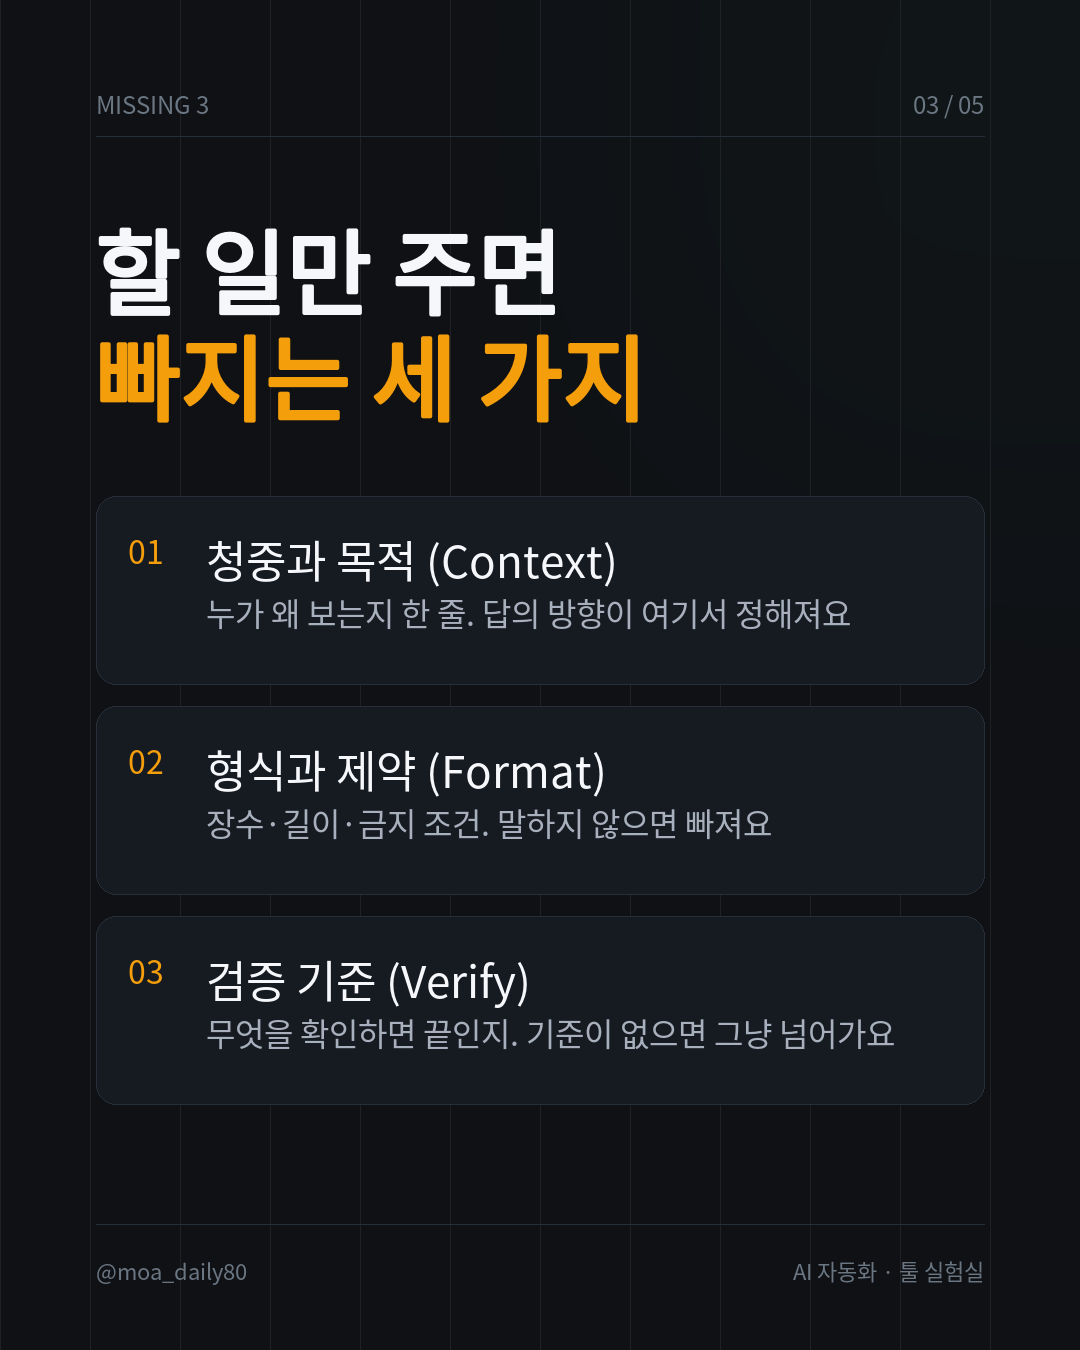 MISSING 3
03 / 05
할 일만 주면
빠지는 세 가지
01
청중과 목적 (Context)
누가 왜 보는지 한 줄. 답의 방향이 여기서 정해져요
02
형식과 제약 (Format)
장수·길이·금지 조건. 말하지 않으면 빠져요
03
검증 기준 (Verify)
무엇을 확인하면 끝인지. 기준이 없으면 그냥 넘어가요
@moa_daily80
AI 자동화 · 툴 실험실